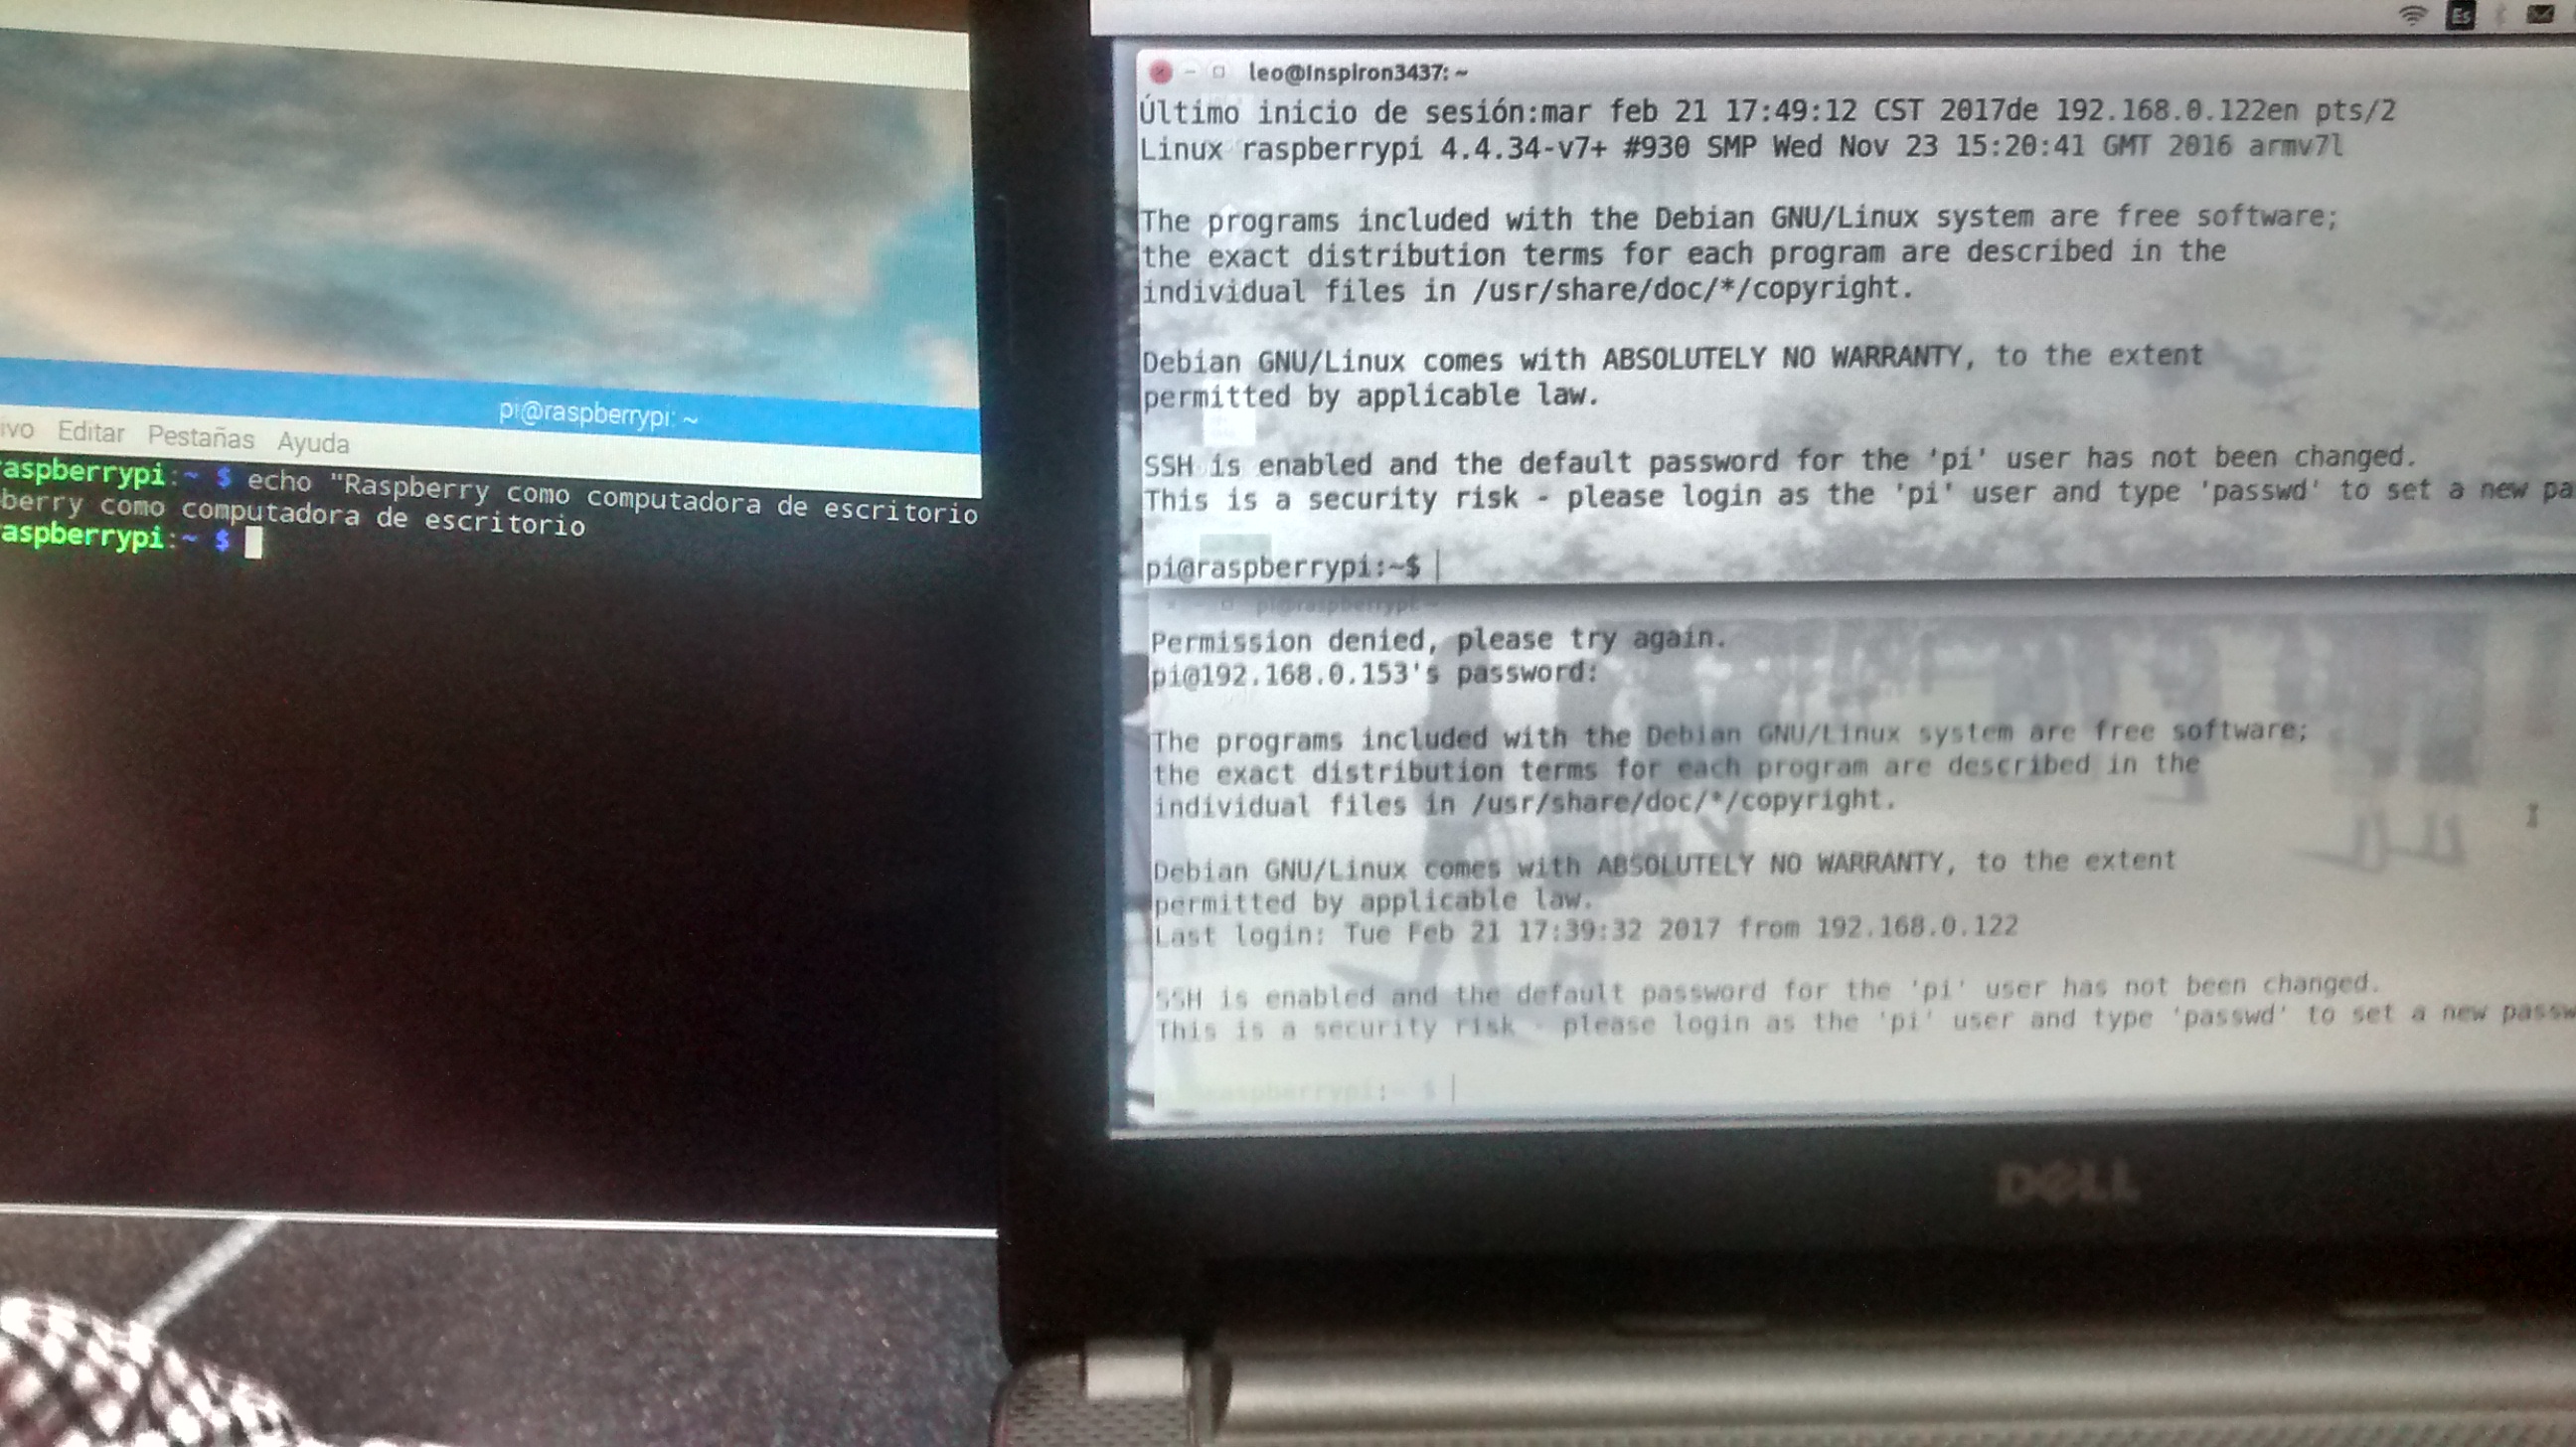 pi@raspberrypi: ~
ivo Editar Pestañas Ayuda
aspberrypi:~ $ echo "Raspberry como computadora de escritorio
berry como computadora de escritorio
aspberrypi:~ $
Es
leo@Inspiron3437: ~
Último inicio de sesión:mar feb 21 17:49:12 CST 2017de 192.168.0.122en pts/2
Linux raspberrypi 4.4.34-v7+ #930 SMP Wed Nov 23 15:20:41 GMT 2016 armv7l
The programs included with the Debian GNU/Linux system are free software;
the exact distribution terms for each program are described in the
individual files in /usr/share/doc/*/copyright.
Debian GNU/Linux comes with ABSOLUTELY NO WARRANTY, to the extent
permitted by applicable law.
SSH is enabled and the default password for the 'pi' user has not been changed.
This is a security risk - please login as the 'pi' user and type 'passwd' to set a new pa
pi@raspberrypi:~$
pi@raspberrypi: ~
Permission denied, please try again.
pi@192.168.0.153's password:
The programs included with the Debian GNU/Linux system are free software;
the exact distribution terms for each program are described in the
individual files in /usr/share/doc/*/copyright.
Debian GNU/Linux comes with ABSOLUTELY NO WARRANTY, to the extent
permitted by applicable law.
Last login: Tue Feb 21 17:39:32 2017 from 192.168.0.122
SSH is enabled and the default password for the 'pi' user has not been changed.
This is a security risk - please login as the 'pi' user and type 'passwd' to set a new passw
raspberrypi:~ $
DELL